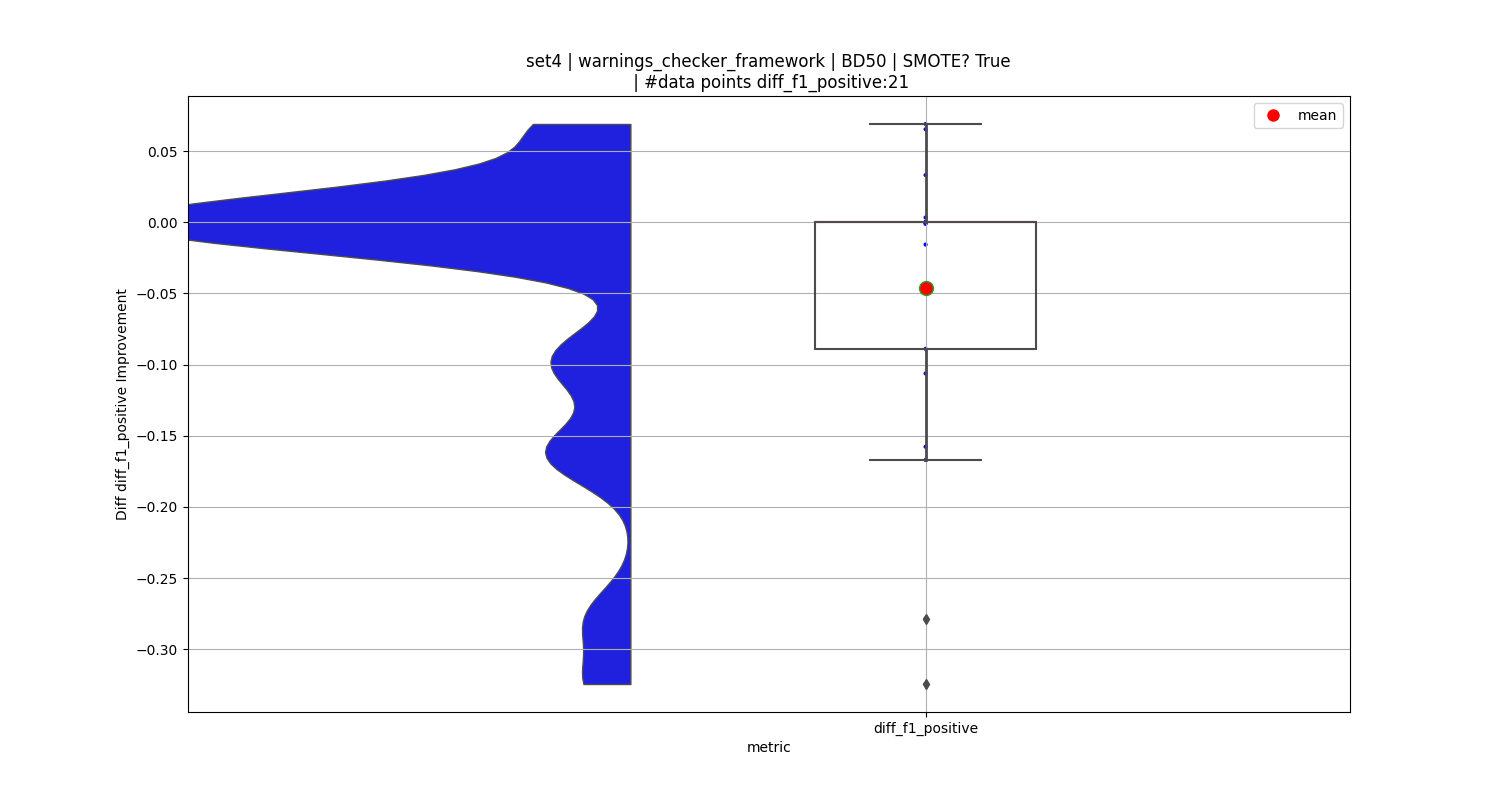 set4 | warnings_checker_framework | BD50 | SMOTE? True
| #data points diff_f1_positive:21
mean
0.05
0.00
−0.05
−0.10
−0.15
−0.20
−0.25
−0.30
Diff diff_f1_positive Improvement
diff_f1_positive
metric